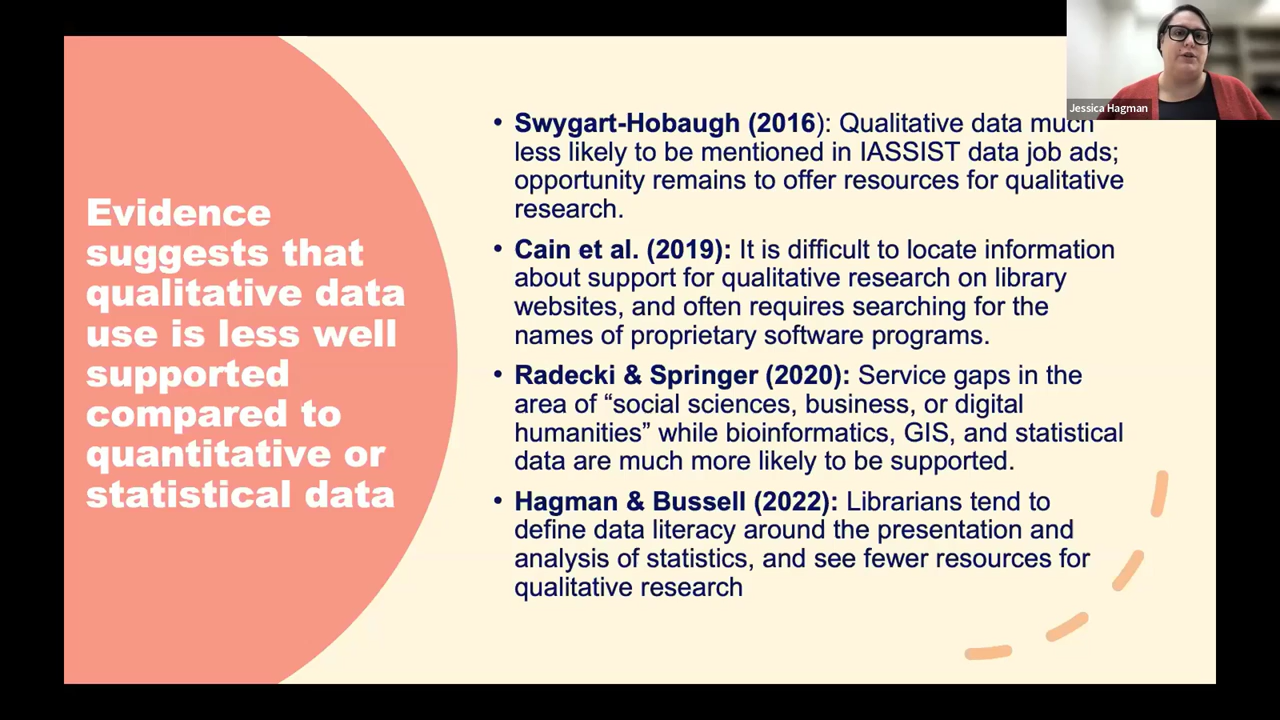 Evidence
suggests that
qualitative data
use is less well
supported
compared to
quantitative or
statistical data
• Swygart-Hobaugh (2016): Qualitative data much
less likely to be mentioned in IASSIST data job ads;
opportunity remains to offer resources for qualitative
research.
• Cain et al. (2019): It is difficult to locate information
about support for qualitative research on library
websites, and often requires searching for the
names of proprietary software programs.
• Radecki & Springer (2020): Service gaps in the
area of “social sciences, business, or digital
humanities” while bioinformatics, GIS, and statistical
data are much more likely to be supported.
• Hagman & Bussell (2022): Librarians tend to
define data literacy around the presentation and
analysis of statistics, and see fewer resources for
qualitative research
Jessica Hagman